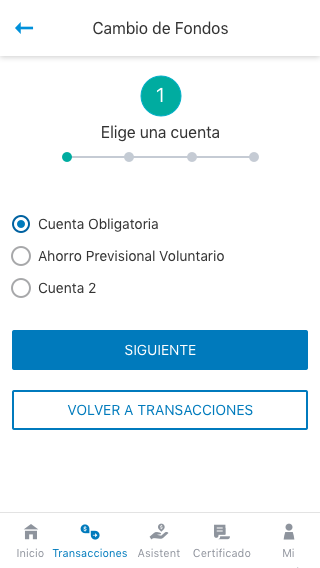 Cambio de Fondos
1
Elige una cuenta
Cuenta Obligatoria
Ahorro Previsional Voluntario
Cuenta 2
SIGUIENTE
VOLVER A TRANSACCIONES
Inicio Transacciones Asistent Certificado Mi